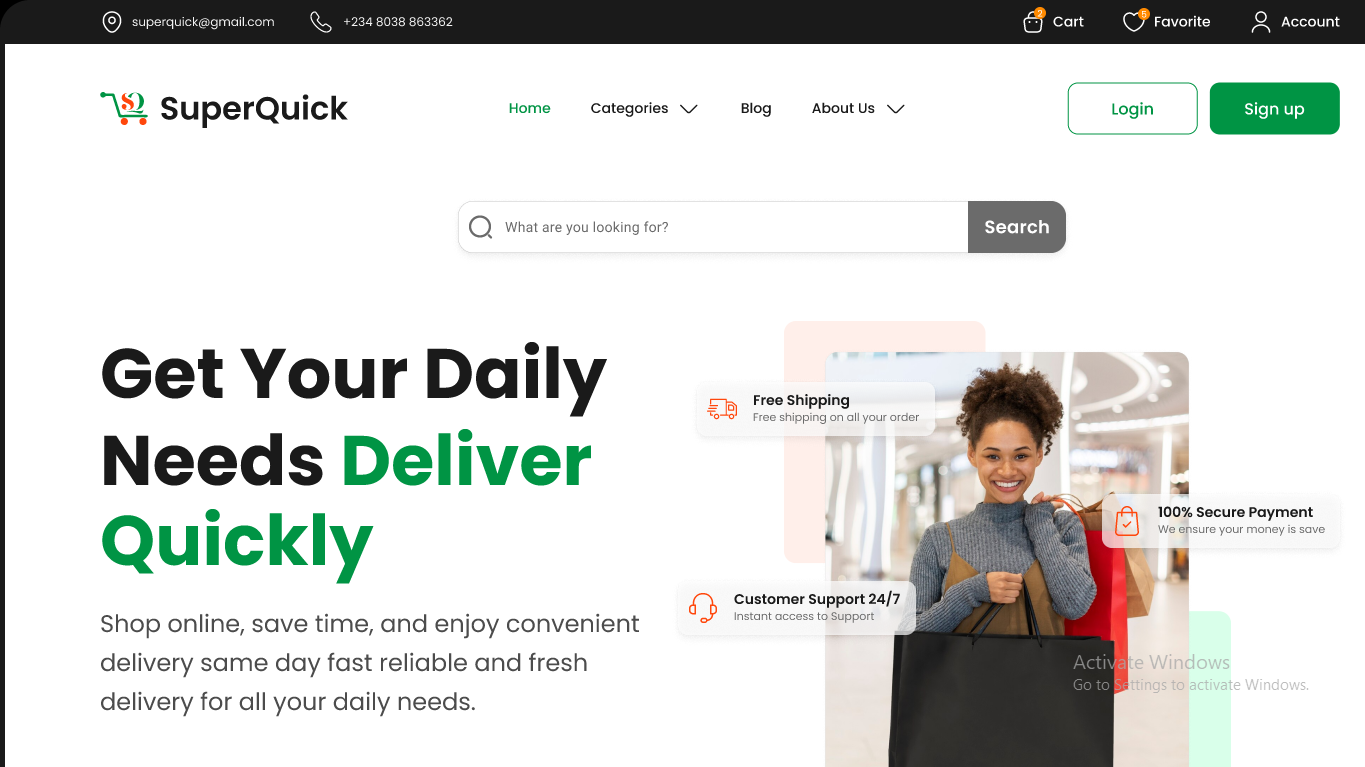 superquick@gmail.com +234 8038 863362 2 Cart 5 Favorite Account
SQ SuperQuick Home Categories Blog About Us Login Sign up
What are you looking for? Search
Get Your Daily
Needs Deliver
Quickly
Shop online, save time, and enjoy convenient
delivery same day fast reliable and fresh
delivery for all your daily needs.
Free Shipping
Free shipping on all your order
100% Secure Payment
We ensure your money is save
Customer Support 24/7
Instant access to Support
Activate Windows
Go to Settings to activate Windows.